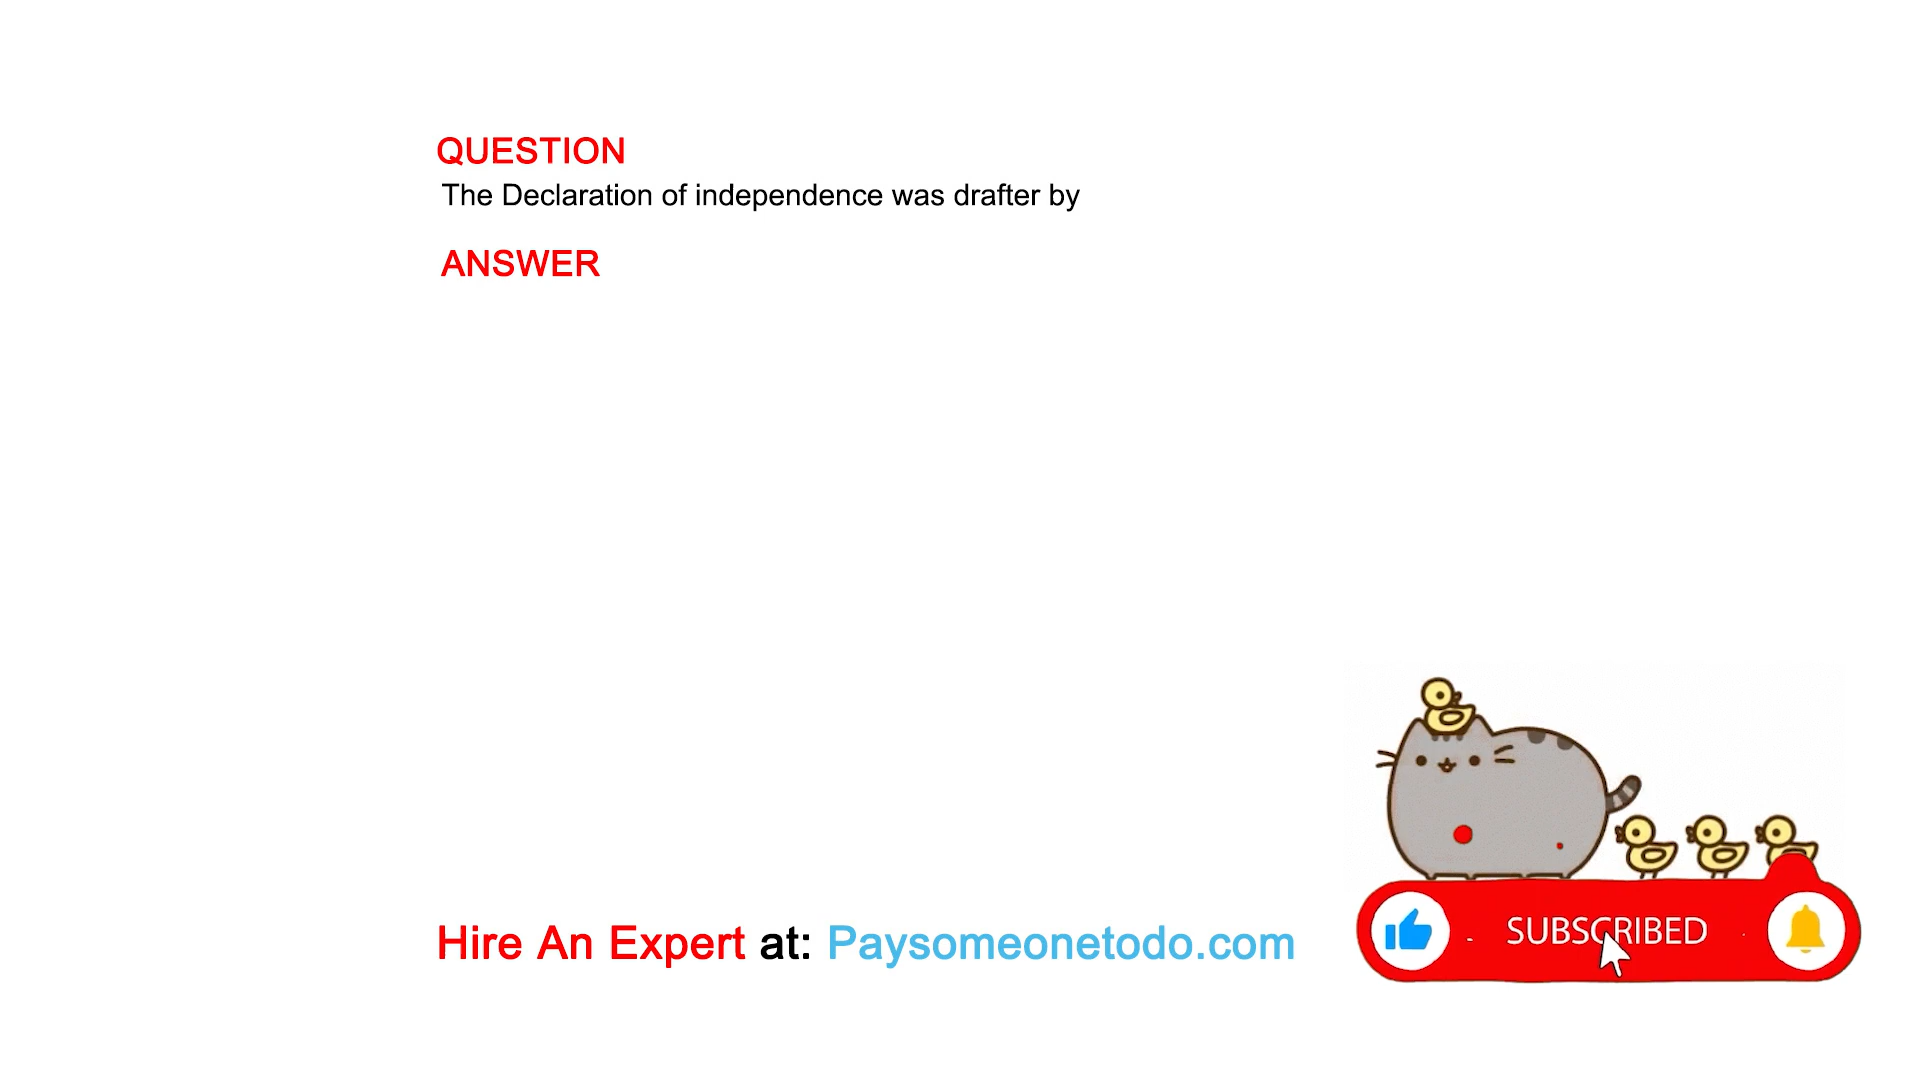 QUESTION
The Declaration of independence was drafter by
ANSWER
Hire An Expert at: Paysomeonetodo.com
SUBSCRIBED